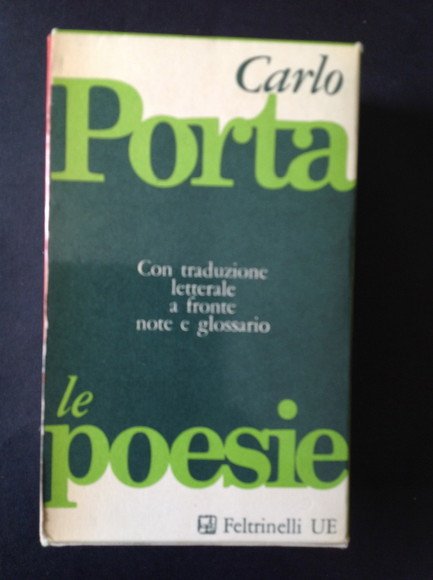 Carlo
Porta
Con traduzione
letterale
a fronte
note e glossario
le
poesie
Feltrinelli UE